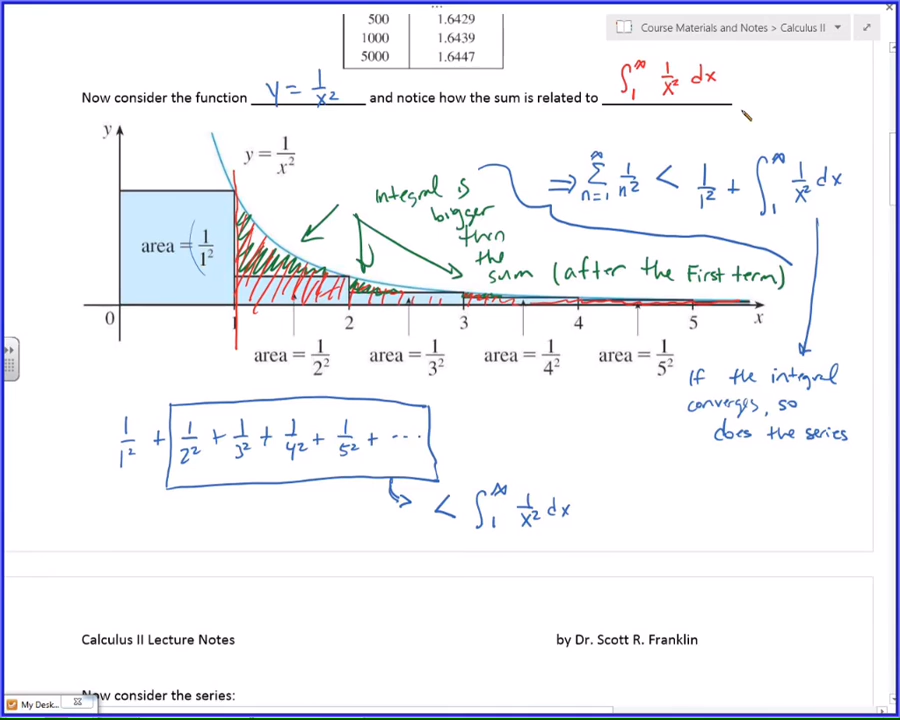 500 1.6429
1000 1.6439
5000 1.6447
Course Materials and Notes > Calculus II
Now consider the function y = 1/x² and notice how the sum is related to ∫₁^∞ 1/x² dx
y
y = 1/x²
⇒ ∑_{n=1}^∞ 1/n² < 1/1² + ∫₁^∞ 1/x² dx
Integral is
bigger
then
the
sum (after the First term)
area = 1/1²
0 1 2 3 4 5 x
area = 1/2² area = 1/3² area = 1/4² area = 1/5²
If the integral
converges, so
does the series
1/1² + 1/2² + 1/3² + 1/4² + 1/5² + ...
< ∫₁^∞ 1/x² dx
Calculus II Lecture Notes by Dr. Scott R. Franklin
Now consider the series:
My Desk...